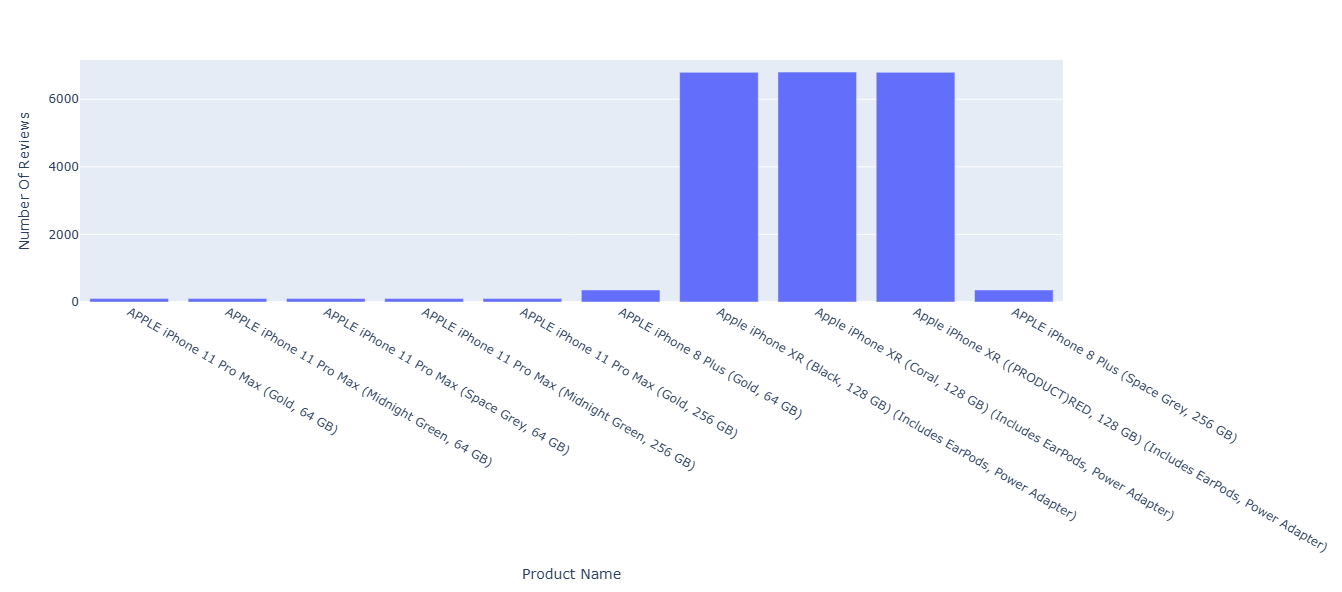 Number Of Reviews
6000
4000
2000
0
APPLE iPhone 11 Pro Max (Gold, 64 GB)
APPLE iPhone 11 Pro Max (Midnight Green, 64 GB)
APPLE iPhone 11 Pro Max (Space Grey, 64 GB)
APPLE iPhone 11 Pro Max (Midnight Green, 256 GB)
APPLE iPhone 11 Pro Max (Gold, 256 GB)
APPLE iPhone 8 Plus (Gold, 64 GB)
Apple iPhone XR (Black, 128 GB) (Includes EarPods, Power Adapter)
Apple iPhone XR (Coral, 128 GB) (Includes EarPods, Power Adapter)
Apple iPhone XR ((PRODUCT)RED, 128 GB) (Includes EarPods, Power Adapter)
APPLE iPhone 8 Plus (Space Grey, 256 GB)
Product Name